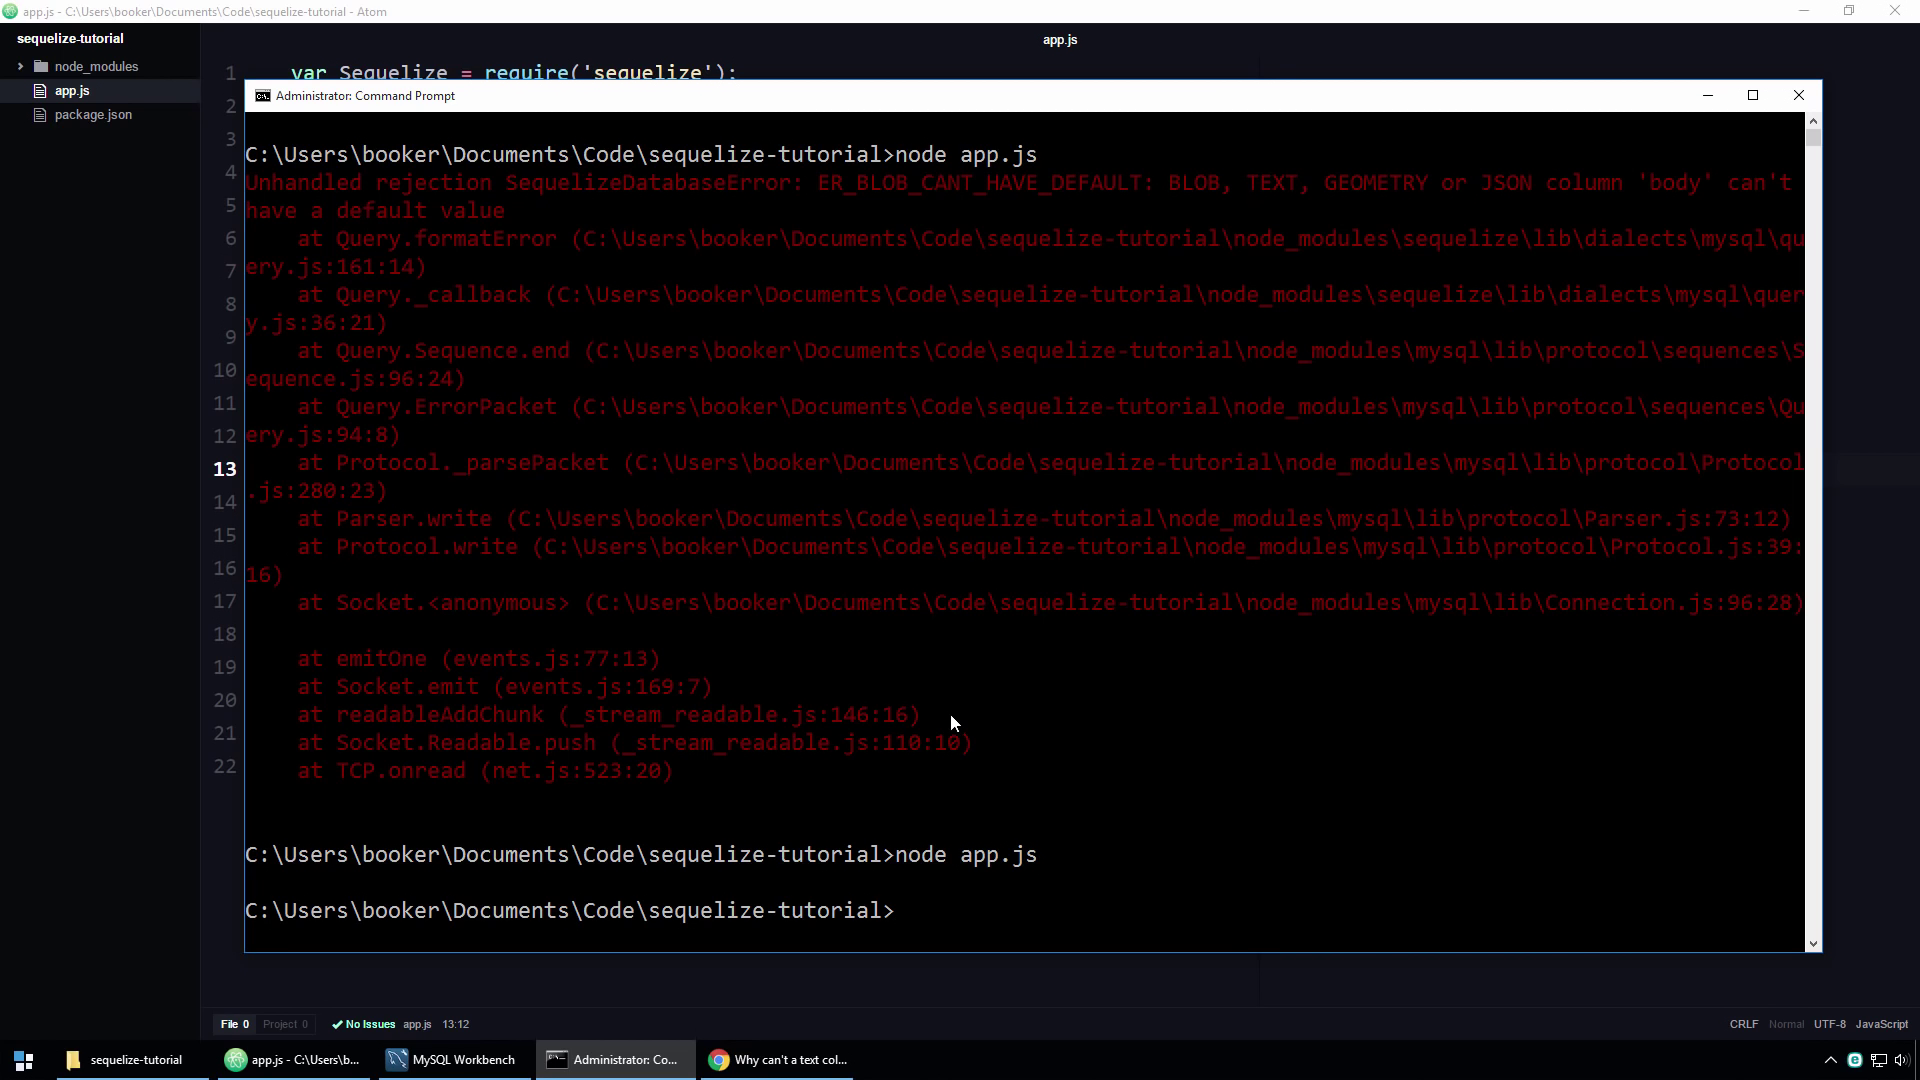 app.js - C:\Users\booker\Documents\Code\sequelize-tutorial - Atom
sequelize-tutorial
node_modules
app.js
package.json
app.js
1 var Sequelize = require('sequelize');
2
3
4
5
6
7
8
9
10
11
12
13
14
15
16
17
18
19
20
21
22
Administrator: Command Prompt
C:\Users\booker\Documents\Code\sequelize-tutorial>node app.js
Unhandled rejection SequelizeDatabaseError: ER_BLOB_CANT_HAVE_DEFAULT: BLOB, TEXT, GEOMETRY or JSON column 'body' can't
have a default value
at Query.formatError (C:\Users\booker\Documents\Code\sequelize-tutorial\node_modules\sequelize\lib\dialects\mysql\qu
ery.js:161:14)
at Query._callback (C:\Users\booker\Documents\Code\sequelize-tutorial\node_modules\sequelize\lib\dialects\mysql\quer
y.js:36:21)
at Query.Sequence.end (C:\Users\booker\Documents\Code\sequelize-tutorial\node_modules\mysql\lib\protocol\sequences\S
equence.js:96:24)
at Query.ErrorPacket (C:\Users\booker\Documents\Code\sequelize-tutorial\node_modules\mysql\lib\protocol\sequences\Qu
ery.js:94:8)
at Protocol._parsePacket (C:\Users\booker\Documents\Code\sequelize-tutorial\node_modules\mysql\lib\protocol\Protocol
.js:280:23)
at Parser.write (C:\Users\booker\Documents\Code\sequelize-tutorial\node_modules\mysql\lib\protocol\Parser.js:73:12)
at Protocol.write (C:\Users\booker\Documents\Code\sequelize-tutorial\node_modules\mysql\lib\protocol\Protocol.js:39:
16)
at Socket.<anonymous> (C:\Users\booker\Documents\Code\sequelize-tutorial\node_modules\mysql\lib\Connection.js:96:28)
at emitOne (events.js:77:13)
at Socket.emit (events.js:169:7)
at readableAddChunk (_stream_readable.js:146:16)
at Socket.Readable.push (_stream_readable.js:110:10)
at TCP.onread (net.js:523:20)
C:\Users\booker\Documents\Code\sequelize-tutorial>node app.js
C:\Users\booker\Documents\Code\sequelize-tutorial>
File 0 Project 0 No Issues app.js 13:12 CRLF Normal UTF-8 JavaScript
sequelize-tutorial app.js - C:\Users\b... MySQL Workbench Administrator: Co... Why can't a text col...